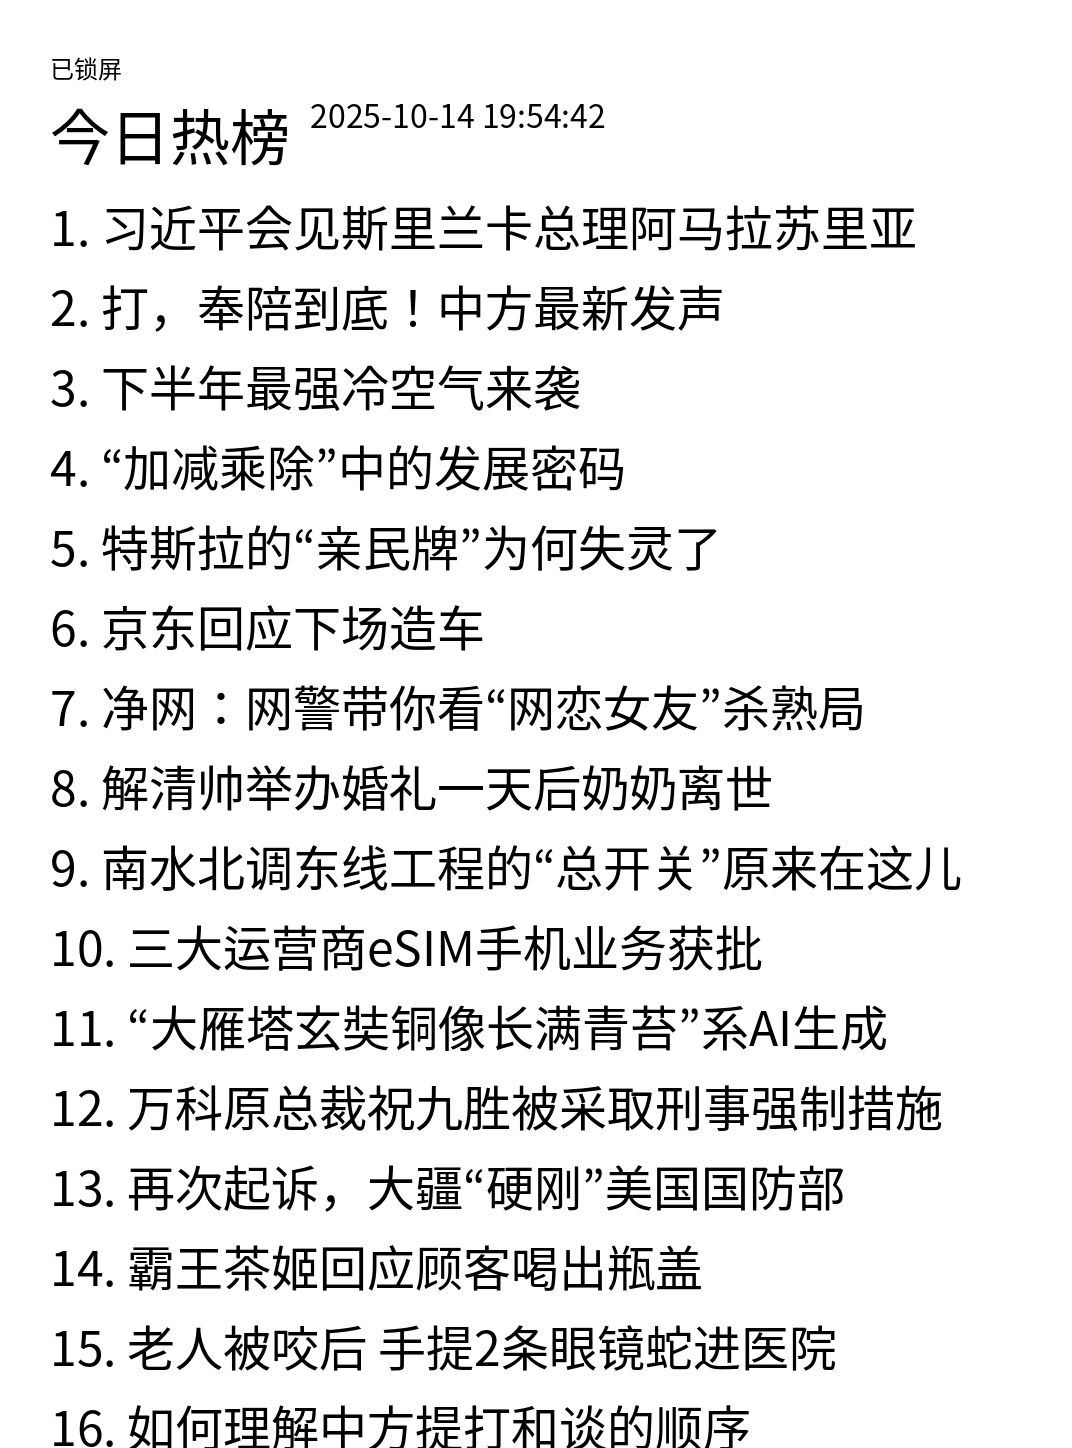 已锁屏
今日热榜 2025-10-14 19:54:42
1. 习近平会见斯里兰卡总理阿马拉苏里亚
2. 打，奉陪到底！中方最新发声
3. 下半年最强冷空气来袭
4. “加减乘除”中的发展密码
5. 特斯拉的“亲民牌”为何失灵了
6. 京东回应下场造车
7. 净网：网警带你看“网恋女友”杀熟局
8. 解清帅举办婚礼一天后奶奶离世
9. 南水北调东线工程的“总开关”原来在这儿
10. 三大运营商eSIM手机业务获批
11. “大雁塔玄奘铜像长满青苔”系AI生成
12. 万科原总裁祝九胜被采取刑事强制措施
13. 再次起诉，大疆“硬刚”美国国防部
14. 霸王茶姬回应顾客喝出瓶盖
15. 老人被咬后 手提2条眼镜蛇进医院
16. 如何理解中方提打和谈的顺序